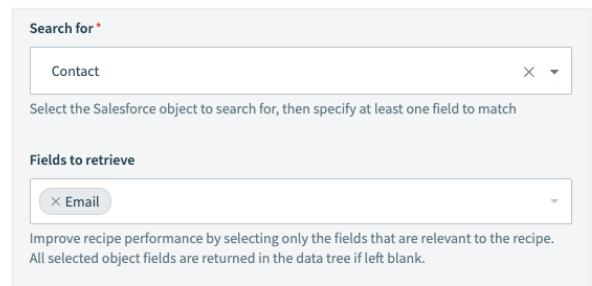 Search for*
Contact
Select the Salesforce object to search for, then specify at least one field to match
Fields to retrieve
× Email
Improve recipe performance by selecting only the fields that are relevant to the recipe.
All selected object fields are returned in the data tree if left blank.